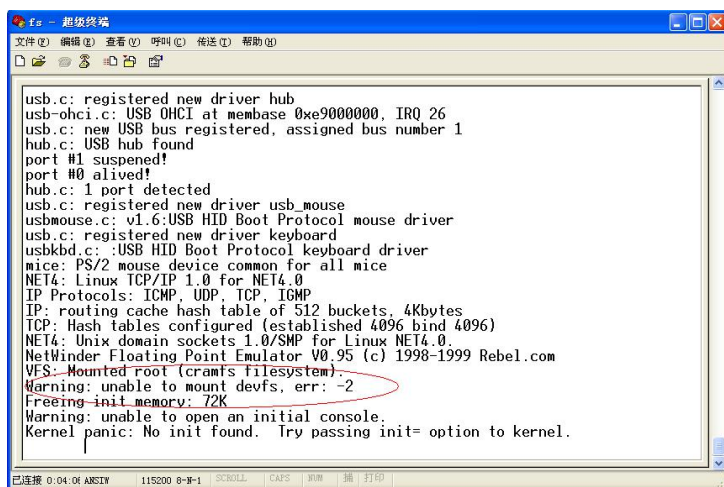 fs - 超级终端
文件(F) 编辑(E) 查看(V) 呼叫(C) 传送(T) 帮助(H)
usb.c: registered new driver hub
usb-ohci.c: USB OHCI at membase 0xe9000000, IRQ 26
usb.c: new USB bus registered, assigned bus number 1
hub.c: USB hub found
port #1 suspened!
port #0 alived!
hub.c: 1 port detected
usb.c: registered new driver usb_mouse
usbmouse.c: v1.6:USB HID Boot Protocol mouse driver
usb.c: registered new driver keyboard
usbkbd.c: :USB HID Boot Protocol keyboard driver
mice: PS/2 mouse device common for all mice
NET4: Linux TCP/IP 1.0 for NET4.0
IP Protocols: ICMP, UDP, TCP, IGMP
IP: routing cache hash table of 512 buckets, 4Kbytes
TCP: Hash tables configured (established 4096 bind 4096)
NET4: Unix domain sockets 1.0/SMP for Linux NET4.0.
NetWinder Floating Point Emulator V0.95 (c) 1998-1999 Rebel.com
VFS: Mounted root (cramfs filesystem).
Warning: unable to mount devfs, err: -2
Freeing init memory: 72K
Warning: unable to open an initial console.
Kernel panic: No init found.  Try passing init= option to kernel.
已连接 0:04:06 ANSIW 115200 8-N-1 SCROLL CAPS NUM 捕 打印